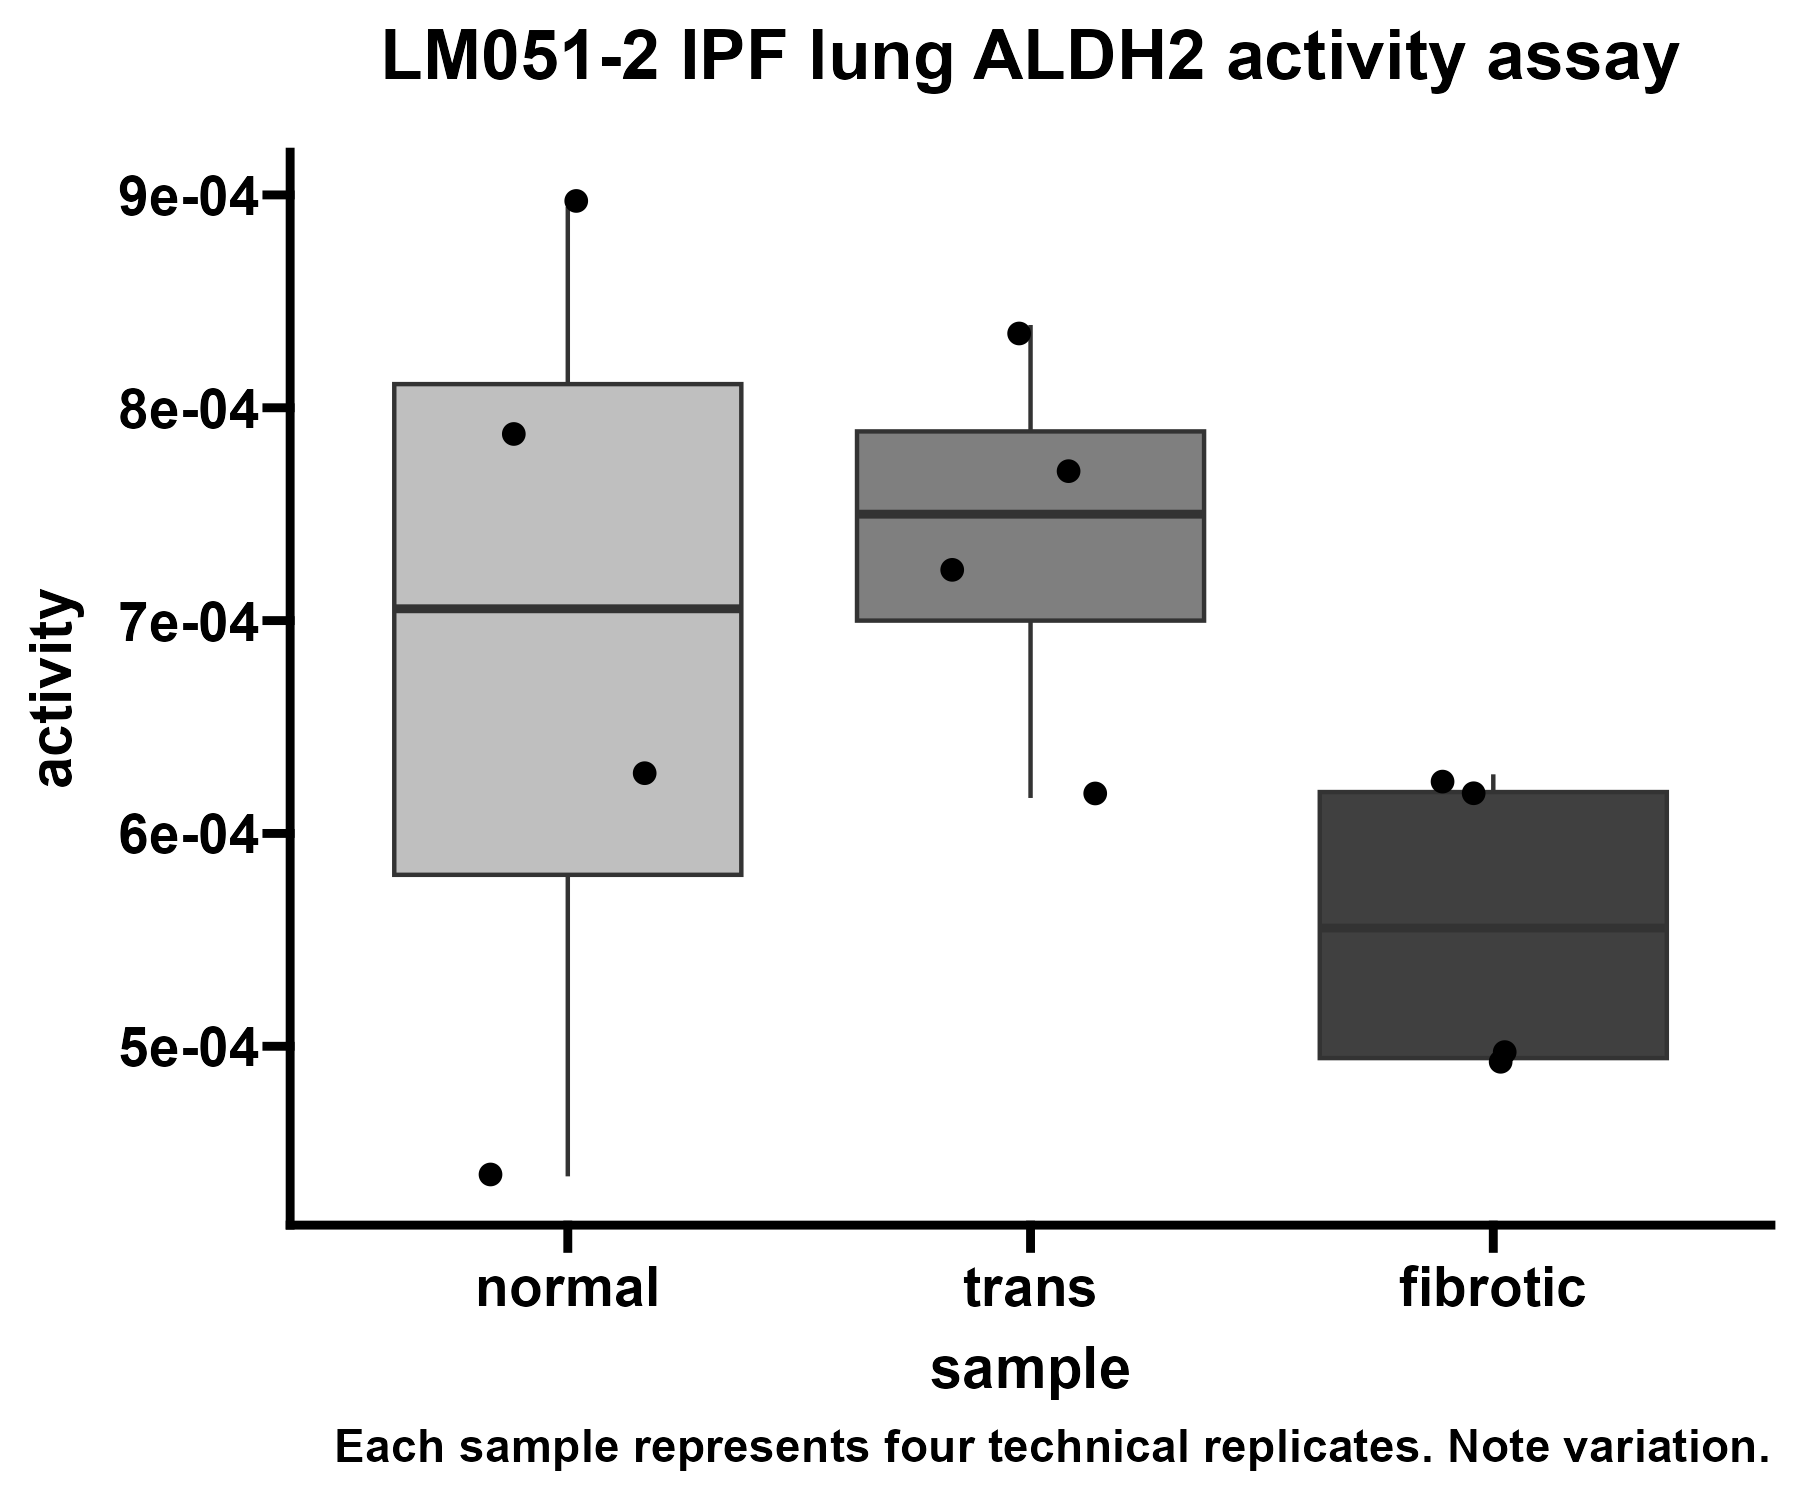 LM051-2 IPF lung ALDH2 activity assay
9e-04
8e-04
7e-04
6e-04
5e-04
activity
normal trans fibrotic
sample
Each sample represents four technical replicates. Note variation.